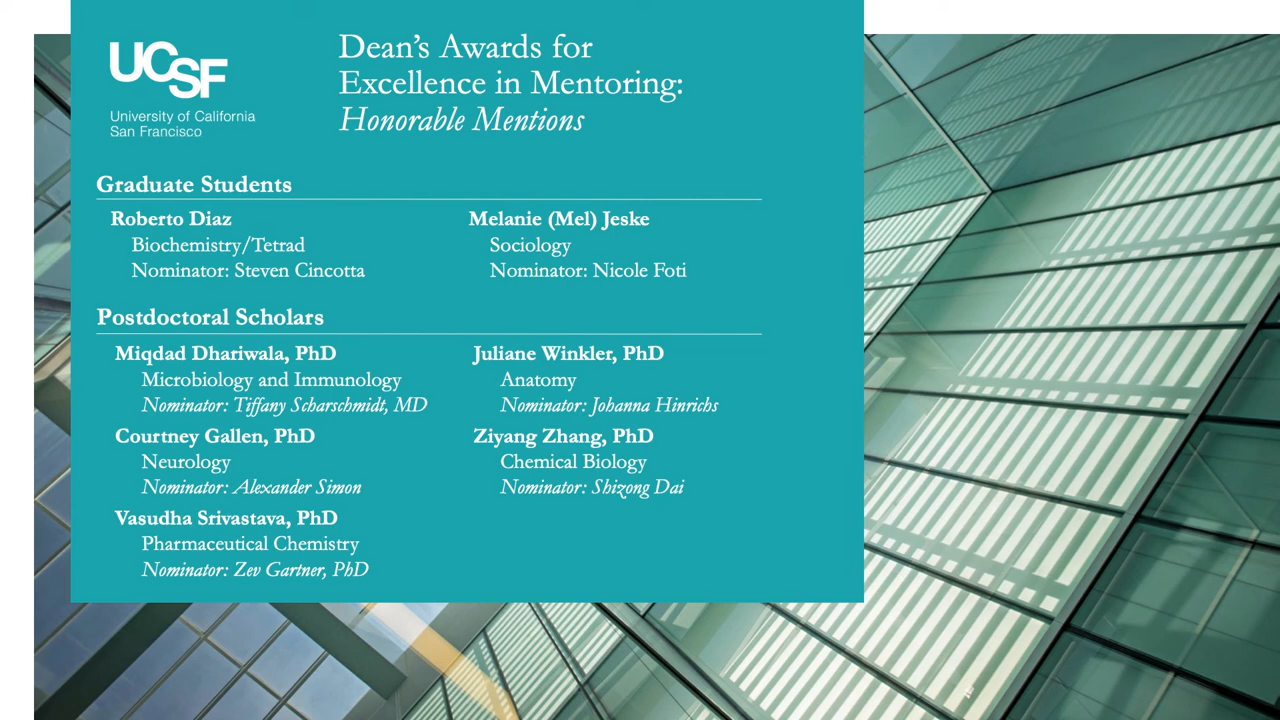 UCSF
University of California
San Francisco
Dean's Awards for
Excellence in Mentoring:
Honorable Mentions
Graduate Students
Roberto Diaz
Biochemistry/Tetrad
Nominator: Steven Cincotta
Melanie (Mel) Jeske
Sociology
Nominator: Nicole Foti
Postdoctoral Scholars
Miqdad Dhariwala, PhD
Microbiology and Immunology
Nominator: Tiffany Scharschmidt, MD
Courtney Gallen, PhD
Neurology
Nominator: Alexander Simon
Vasudha Srivastava, PhD
Pharmaceutical Chemistry
Nominator: Zev Gartner, PhD
Juliane Winkler, PhD
Anatomy
Nominator: Johanna Hinrichs
Ziyang Zhang, PhD
Chemical Biology
Nominator: Shizong Dai